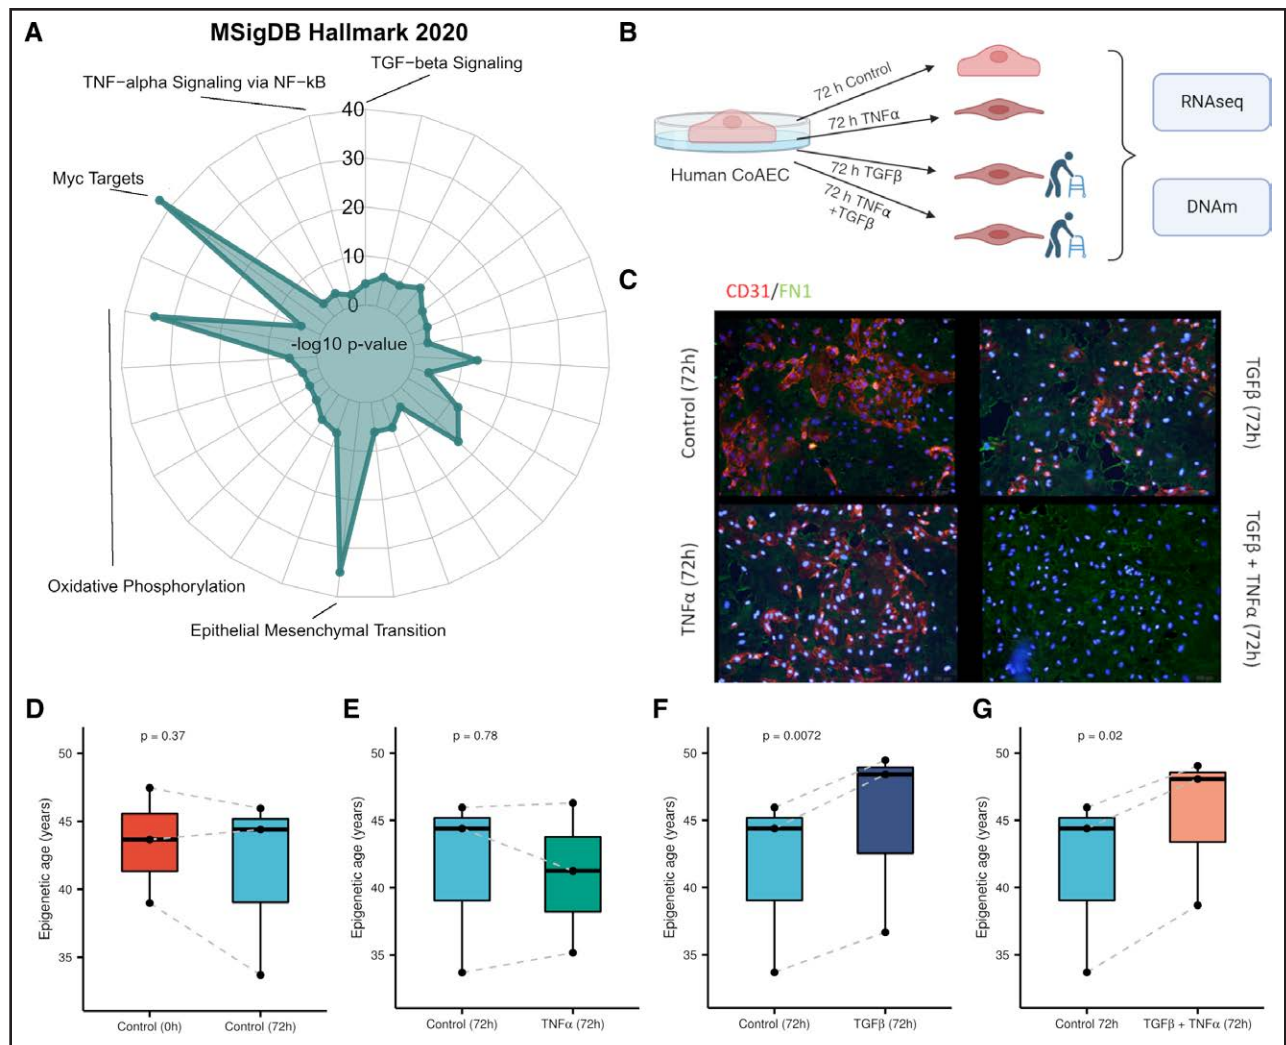 A
MSigDB Hallmark 2020
TGF−beta Signaling
TNF−alpha Signaling via NF−kB
40
30
20
10
0
Myc Targets
-log10 p-value
Oxidative Phosphorylation
Epithelial Mesenchymal Transition
B
72 h Control
72 h TNFα
72 h TGFβ
72 h TNFα
+TGFβ
Human CoAEC
RNAseq
DNAm
C
CD31/FN1
Control (72h)
TGFβ (72h)
TNFα (72h)
TGFβ + TNFα (72h)
D
p = 0.37
Epigenetic age (years)
50
45
40
35
Control (0h)
Control (72h)
E
p = 0.78
Epigenetic age (years)
50
45
40
35
Control (72h)
TNFα (72h)
F
p = 0.0072
Epigenetic age (years)
50
45
40
35
Control (72h)
TGFβ (72h)
G
p = 0.02
Epigenetic age (years)
50
45
40
35
Control 72h
TGFβ + TNFα (72h)